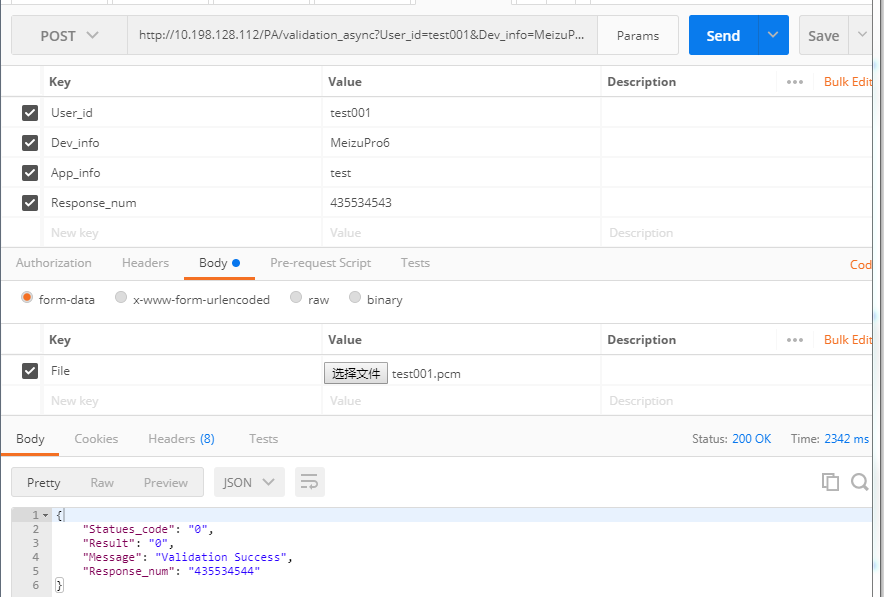 POST http://10.198.128.112/PA/validation_async?User_id=test001&Dev_info=MeizuP... Params Send Save
Key Value Description ••• Bulk Edit
User_id test001
Dev_info MeizuPro6
App_info test
Response_num 435534543
New key Value Description
Authorization Headers Body Pre-request Script Tests Cod
form-data x-www-form-urlencoded raw binary
Key Value Description ••• Bulk Edit
File 选择文件 test001.pcm
New key Value Description
Body Cookies Headers (8) Tests Status: 200 OK Time: 2342 ms
Pretty Raw Preview JSON
1 {
2 "Statues_code": "0",
3 "Result": "0",
4 "Message": "Validation Success",
5 "Response_num": "435534544"
6 }